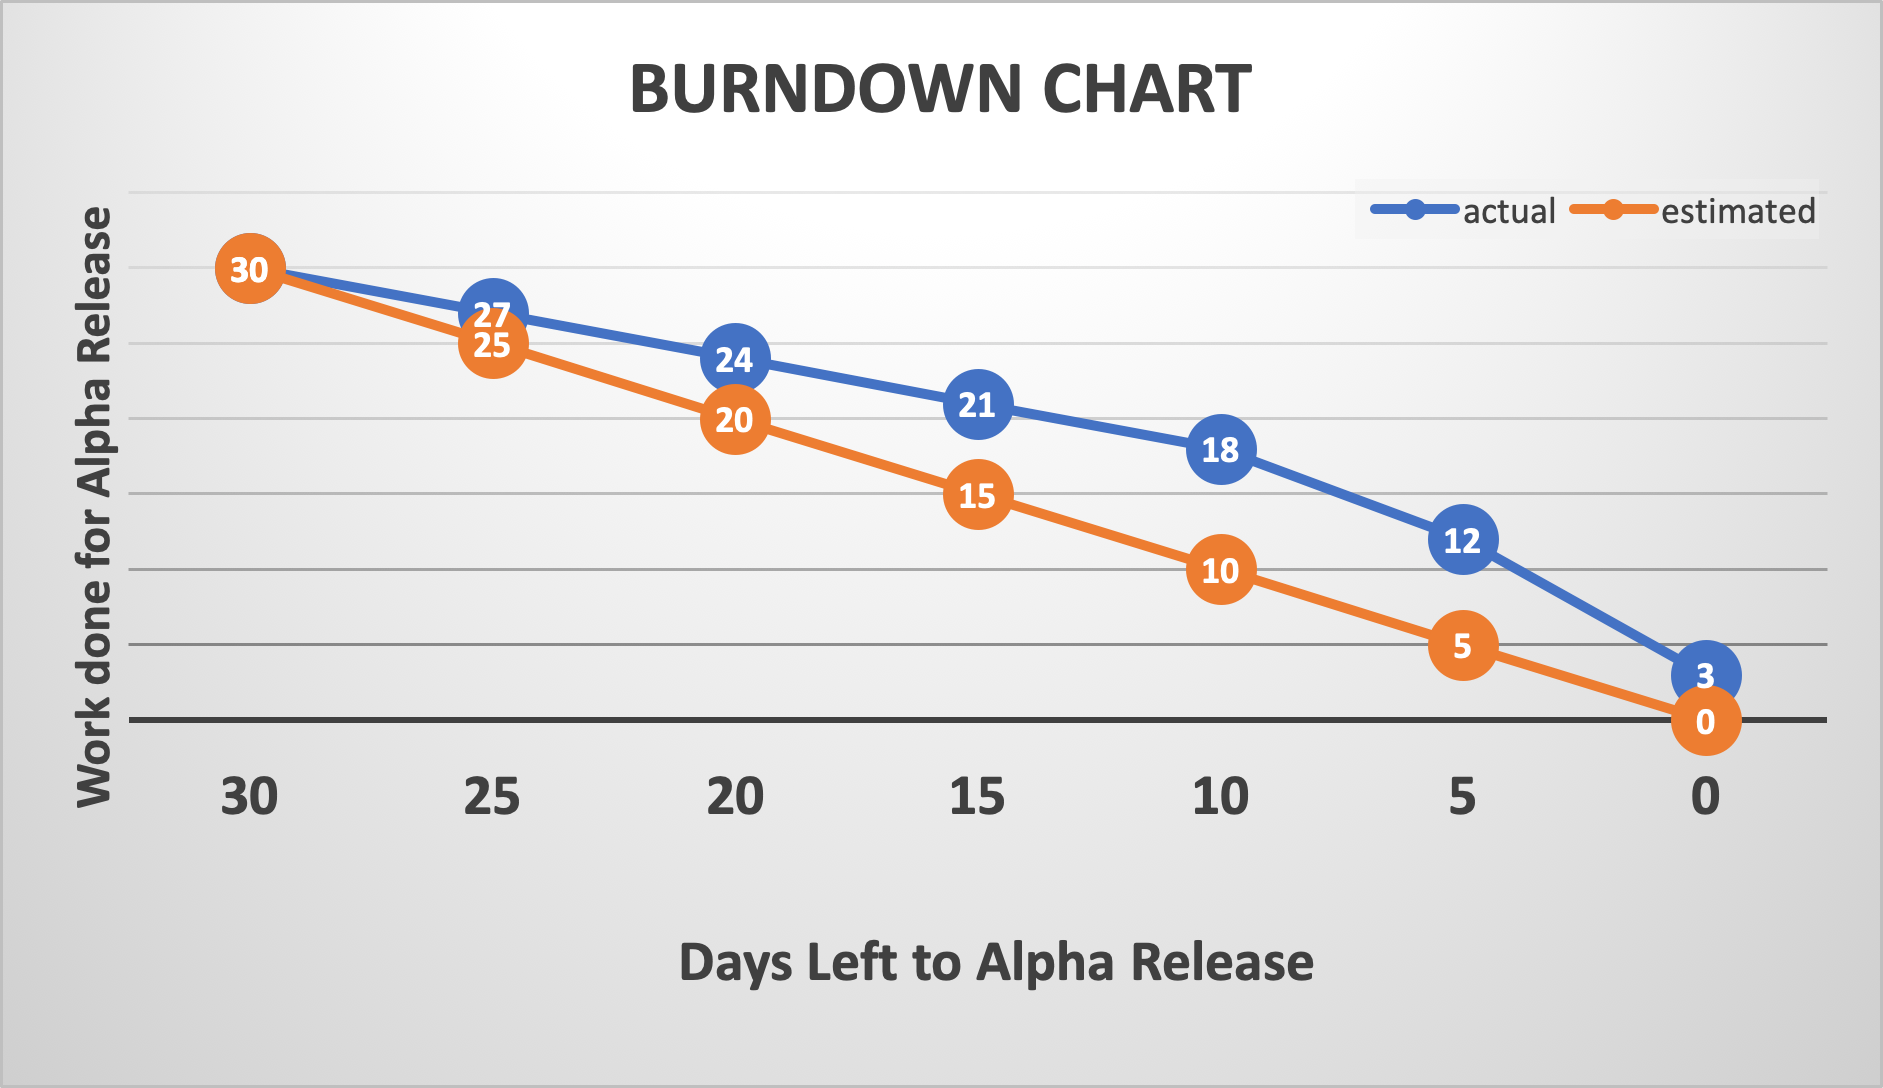 BURNDOWN CHART
actual estimated
Work done for Alpha Release
30
27
25
24
20
21
15
18
10
12
5
3
0
30 25 20 15 10 5 0
Days Left to Alpha Release